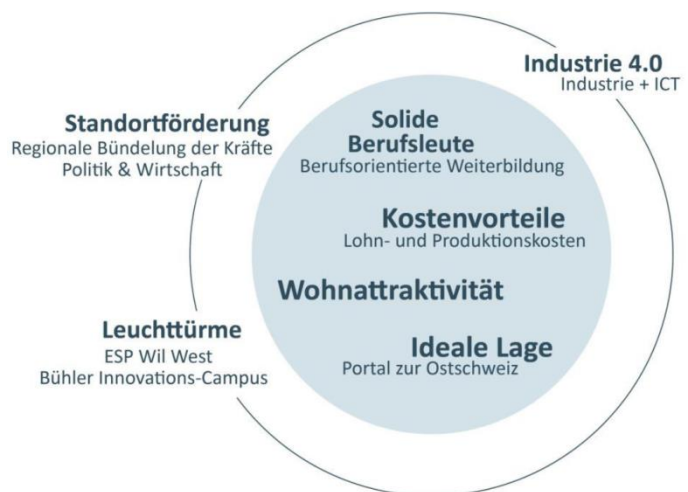 Industrie 4.0
Industrie + ICT
Standortförderung
Regionale Bündelung der Kräfte
Politik & Wirtschaft
Solide
Berufsleute
Berufsorientierte Weiterbildung
Kostenvorteile
Lohn- und Produktionskosten
Wohnattraktivität
Leuchttürme
ESP Wil West
Bühler Innovations-Campus
Ideale Lage
Portal zur Ostschweiz